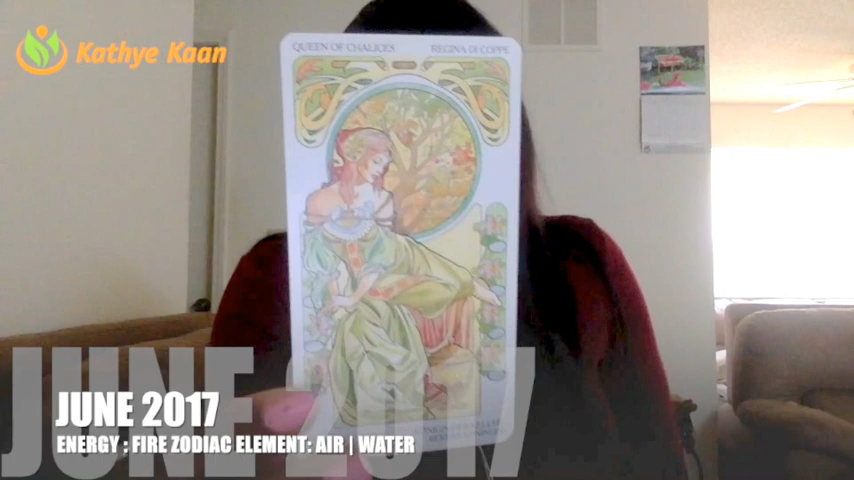 Kathye Kaan
QUEEN OF CHALICES
REGINA DI COPPE
JUNE 2017
JUNE 2017
ENERGY : FIRE ZODIAC ELEMENT: AIR | WATER